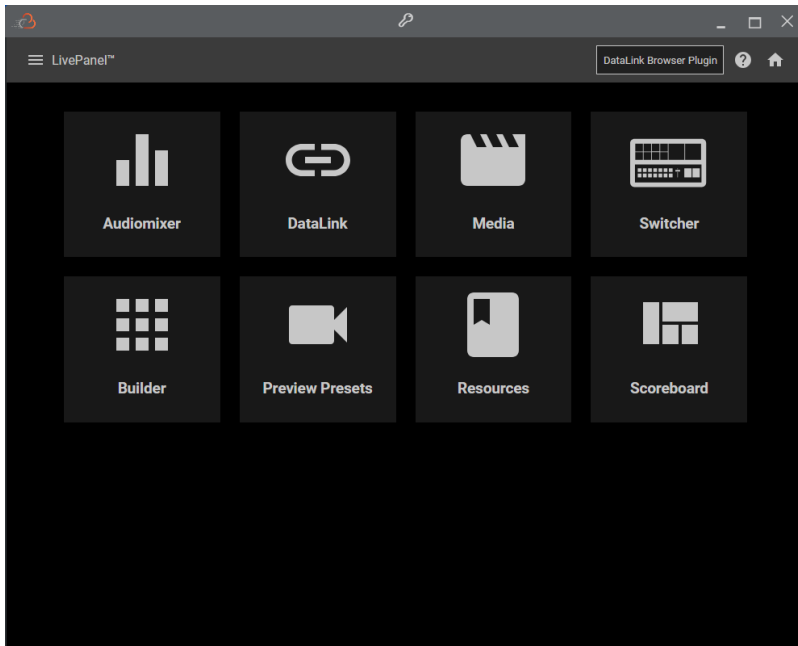 LivePanel™
DataLink Browser Plugin
Audiomixer
DataLink
Media
Switcher
Builder
Preview Presets
Resources
Scoreboard